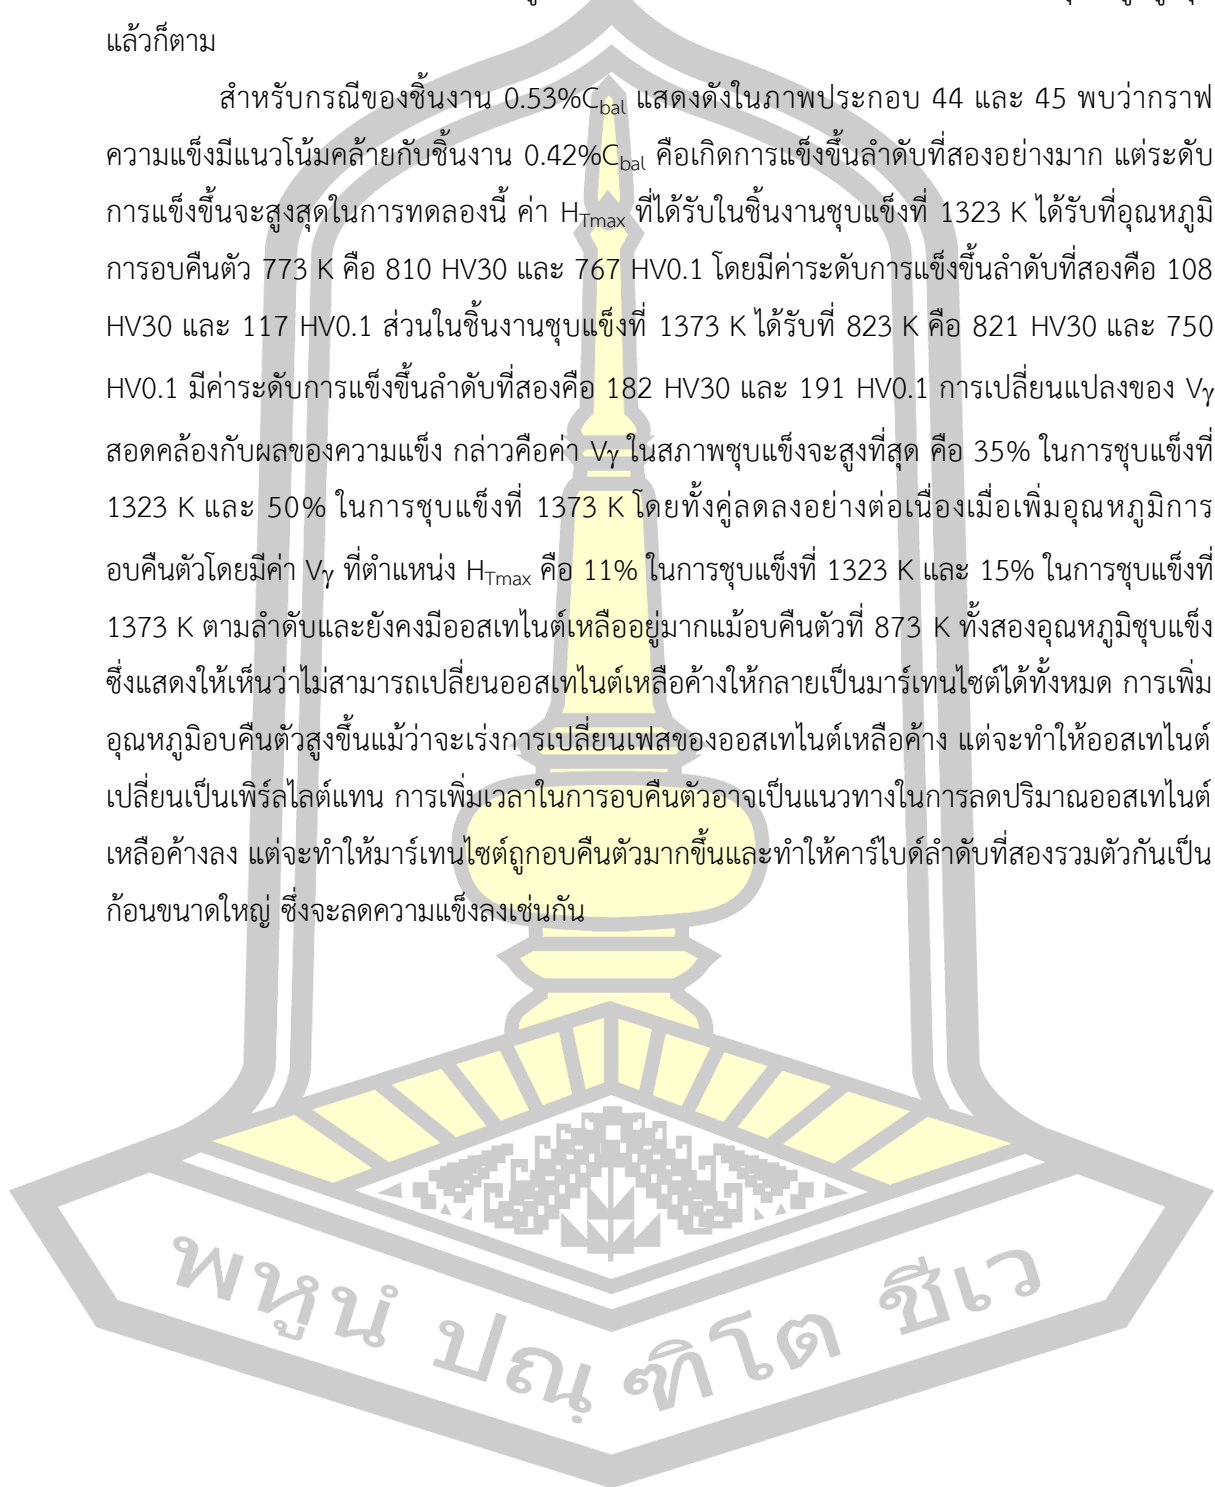 แล้วก็ตาม
สำหรับกรณีของชิ้นงาน 0.53%C_bal แสดงดังในภาพประกอบ 44 และ 45 พบว่ากราฟ
ความแข็งมีแนวโน้มคล้ายกับชิ้นงาน 0.42%C_bal คือเกิดการแข็งขึ้นลำดับที่สองอย่างมาก แต่ระดับ
การแข็งขึ้นจะสูงสุดในการทดลองนี้ ค่า H_Tmax ที่ได้รับในชิ้นงานชุบแข็งที่ 1323 K ได้รับที่อุณหภูมิ
การอบคืนตัว 773 K คือ 810 HV30 และ 767 HV0.1 โดยมีค่าระดับการแข็งขึ้นลำดับที่สองคือ 108
HV30 และ 117 HV0.1 ส่วนในชิ้นงานชุบแข็งที่ 1373 K ได้รับที่ 823 K คือ 821 HV30 และ 750
HV0.1 มีค่าระดับการแข็งขึ้นลำดับที่สองคือ 182 HV30 และ 191 HV0.1 การเปลี่ยนแปลงของ Vγ
สอดคล้องกับผลของความแข็ง กล่าวคือค่า Vγ ในสภาพชุบแข็งจะสูงที่สุด คือ 35% ในการชุบแข็งที่
1323 K และ 50% ในการชุบแข็งที่ 1373 K โดยทั้งคู่ลดลงอย่างต่อเนื่องเมื่อเพิ่มอุณหภูมิการ
อบคืนตัวโดยมีค่า Vγ ที่ตำแหน่ง H_Tmax คือ 11% ในการชุบแข็งที่ 1323 K และ 15% ในการชุบแข็งที่
1373 K ตามลำดับและยังคงมีออสเทไนต์เหลืออยู่มากแม้อบคืนตัวที่ 873 K ทั้งสองอุณหภูมิชุบแข็ง
ซึ่งแสดงให้เห็นว่าไม่สามารถเปลี่ยนออสเทไนต์เหลือค้างให้กลายเป็นมาร์เทนไซต์ได้ทั้งหมด การเพิ่ม
อุณหภูมิอบคืนตัวสูงขึ้นแม้ว่าจะเร่งการเปลี่ยนเฟสของออสเทไนต์เหลือค้าง แต่จะทำให้ออสเทไนต์
เปลี่ยนเป็นเพิร์ลไลต์แทน การเพิ่มเวลาในการอบคืนตัวอาจเป็นแนวทางในการลดปริมาณออสเทไนต์
เหลือค้างลง แต่จะทำให้มาร์เทนไซต์ถูกอบคืนตัวมากขึ้นและทำให้คาร์ไบด์ลำดับที่สองรวมตัวกันเป็น
ก้อนขนาดใหญ่ ซึ่งจะลดความแข็งลงเช่นกัน
พหูนํ ปณฺฑิโต ชีเว